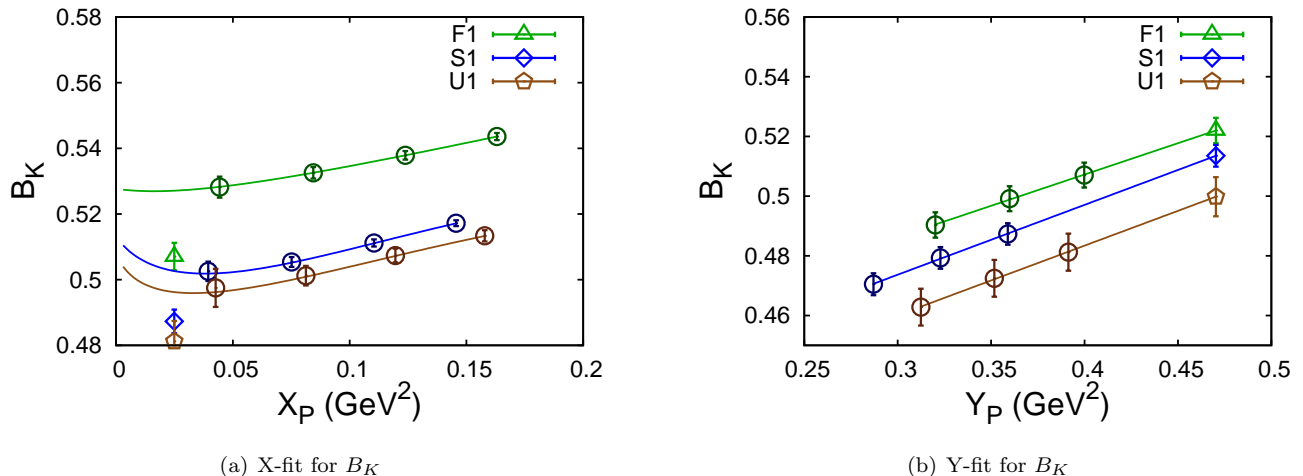 0.58
0.56
0.54
0.52
0.5
0.48
B_K
F1
S1
U1
0 0.05 0.1 0.15 0.2
X_P (GeV^2)
(a) X-fit for B_K
0.56
0.54
0.52
0.5
0.48
0.46
B_K
F1
S1
U1
0.25 0.3 0.35 0.4 0.45 0.5
Y_P (GeV^2)
(b) Y-fit for B_K